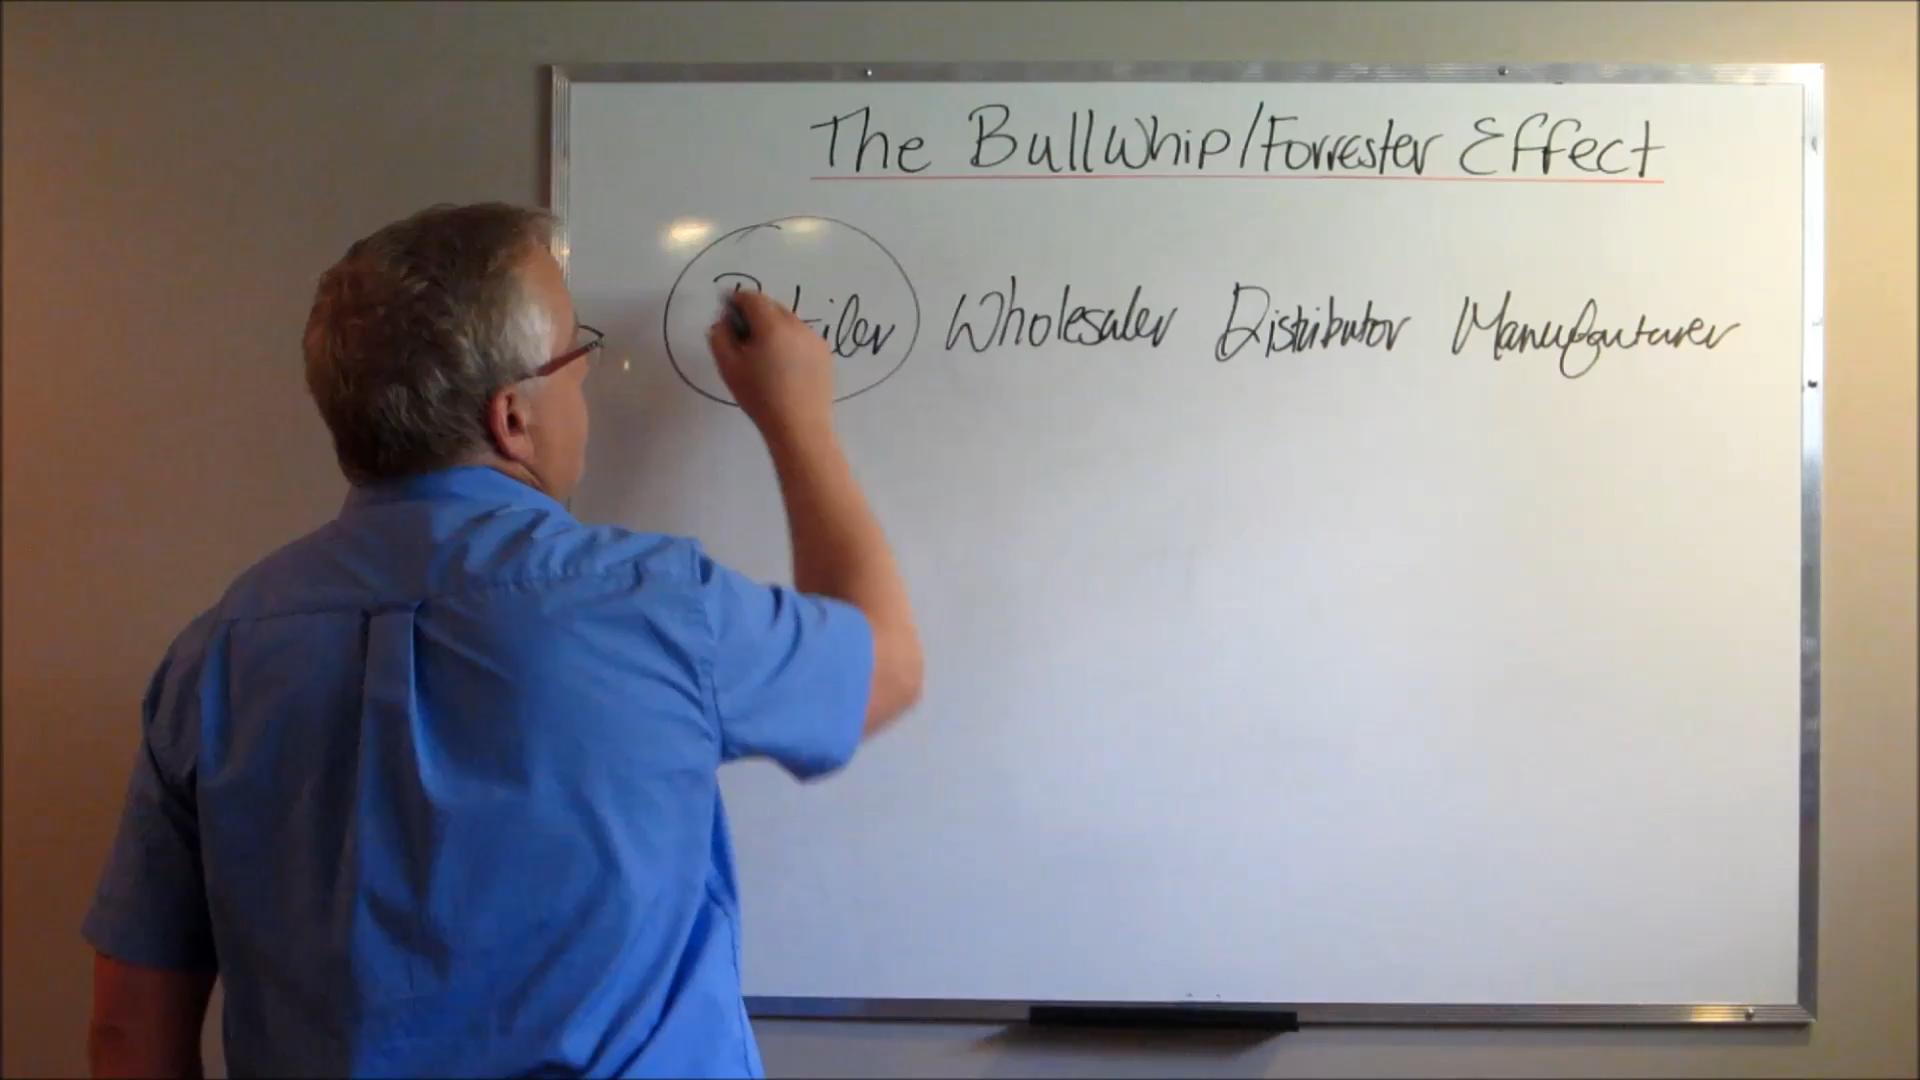 The BullWhip/Forrester Effect
Retailer Wholesaler Distributor Manufacturer